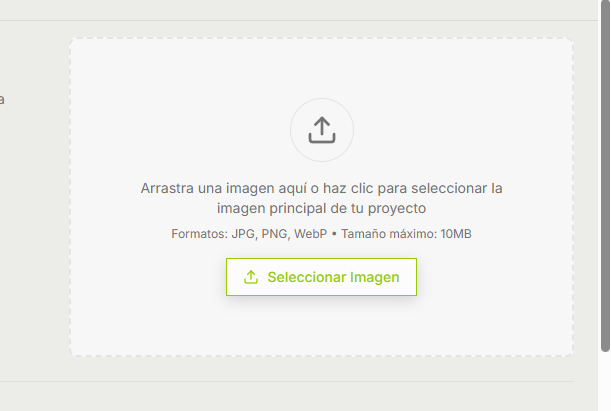 a
Arrastra una imagen aquí o haz clic para seleccionar la
imagen principal de tu proyecto
Formatos: JPG, PNG, WebP • Tamaño máximo: 10MB
Seleccionar Imagen